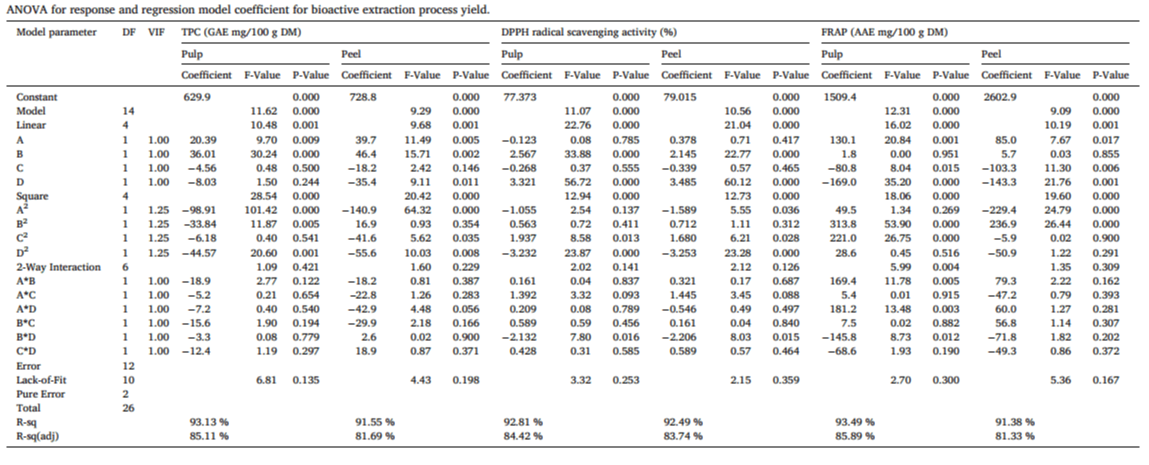 ANOVA for response and regression model coefficient for bioactive extraction process yield.
Model parameter DF VIF TPC (GAE mg/100 g DM) DPPH radical scavenging activity (%) FRAP (AAE mg/100 g DM)
Pulp Peel Pulp Peel Pulp Peel
Coefficient F-Value P-Value Coefficient F-Value P-Value Coefficient F-Value P-Value Coefficient F-Value P-Value Coefficient F-Value P-Value Coefficient F-Value P-Value
Constant 629.9 0.000 728.8 0.000 77.373 0.000 79.015 0.000 1509.4 0.000 2602.9 0.000
Model 14 11.62 0.000 9.29 0.000 11.07 0.000 10.56 0.000 12.31 0.000 9.09 0.000
Linear 4 10.48 0.001 9.68 0.001 22.76 0.000 21.04 0.000 16.02 0.000 10.19 0.001
A 1 1.00 20.39 9.70 0.009 39.7 11.49 0.005 −0.123 0.08 0.785 0.378 0.71 0.417 130.1 20.84 0.001 85.0 7.67 0.017
B 1 1.00 36.01 30.24 0.000 46.4 15.71 0.002 2.567 33.88 0.000 2.145 22.77 0.000 1.8 0.00 0.951 5.7 0.03 0.855
C 1 1.00 −4.56 0.48 0.500 −18.2 2.42 0.146 −0.268 0.37 0.555 −0.339 0.57 0.465 −80.8 8.04 0.015 −103.3 11.30 0.006
D 1 1.00 −8.03 1.50 0.244 −35.4 9.11 0.011 3.321 56.72 0.000 3.485 60.12 0.000 −169.0 35.20 0.000 −143.3 21.76 0.001
Square 4 28.54 0.000 20.42 0.000 12.94 0.000 12.73 0.000 18.06 0.000 19.60 0.000
A² 1 1.25 −98.91 101.42 0.000 −140.9 64.32 0.000 −1.055 2.54 0.137 −1.589 5.55 0.036 49.5 1.34 0.269 −229.4 24.79 0.000
B² 1 1.25 −33.84 11.87 0.005 16.9 0.93 0.354 0.563 0.72 0.411 0.712 1.11 0.312 313.8 53.90 0.000 236.9 26.44 0.000
C² 1 1.25 −6.18 0.40 0.541 −41.6 5.62 0.035 1.937 8.58 0.013 1.680 6.21 0.028 221.0 26.75 0.000 −5.9 0.02 0.900
D² 1 1.25 −44.57 20.60 0.001 −55.6 10.03 0.008 −3.232 23.87 0.000 −3.253 23.28 0.000 28.6 0.45 0.516 −50.9 1.22 0.291
2-Way Interaction 6 1.09 0.421 1.60 0.229 2.02 0.141 2.12 0.126 5.99 0.004 1.35 0.309
A*B 1 1.00 −18.9 2.77 0.122 −18.2 0.81 0.387 0.161 0.04 0.837 0.321 0.17 0.687 169.4 11.78 0.005 79.3 2.22 0.162
A*C 1 1.00 −5.2 0.21 0.654 −22.8 1.26 0.283 1.392 3.32 0.093 1.445 3.45 0.088 5.4 0.01 0.915 −47.2 0.79 0.393
A*D 1 1.00 −7.2 0.40 0.540 −42.9 4.48 0.056 0.209 0.08 0.789 −0.546 0.49 0.497 181.2 13.48 0.003 60.0 1.27 0.281
B*C 1 1.00 −15.6 1.90 0.194 −29.9 2.18 0.166 0.589 0.59 0.456 0.161 0.04 0.840 7.5 0.02 0.882 56.8 1.14 0.307
B*D 1 1.00 −3.3 0.08 0.779 2.6 0.02 0.900 −2.132 7.80 0.016 −2.206 8.03 0.015 −145.8 8.73 0.012 −71.8 1.82 0.202
C*D 1 1.00 −12.4 1.19 0.297 18.9 0.87 0.371 0.428 0.31 0.585 0.589 0.57 0.464 −68.6 1.93 0.190 −49.3 0.86 0.372
Error 12
Lack-of-Fit 10 6.81 0.135 4.43 0.198 3.32 0.253 2.15 0.359 2.70 0.300 5.36 0.167
Pure Error 2
Total 26
R-sq 93.13 % 91.55 % 92.81 % 92.49 % 93.49 % 91.38 %
R-sq(adj) 85.11 % 81.69 % 84.42 % 83.74 % 85.89 % 81.33 %